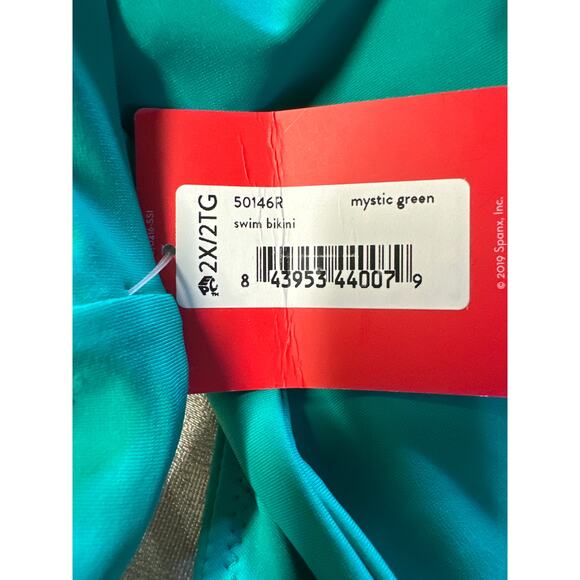 50146R mystic green
swim bikini
2X/2TG
8 43953 44007 9
© 2019 Spanx, Inc.